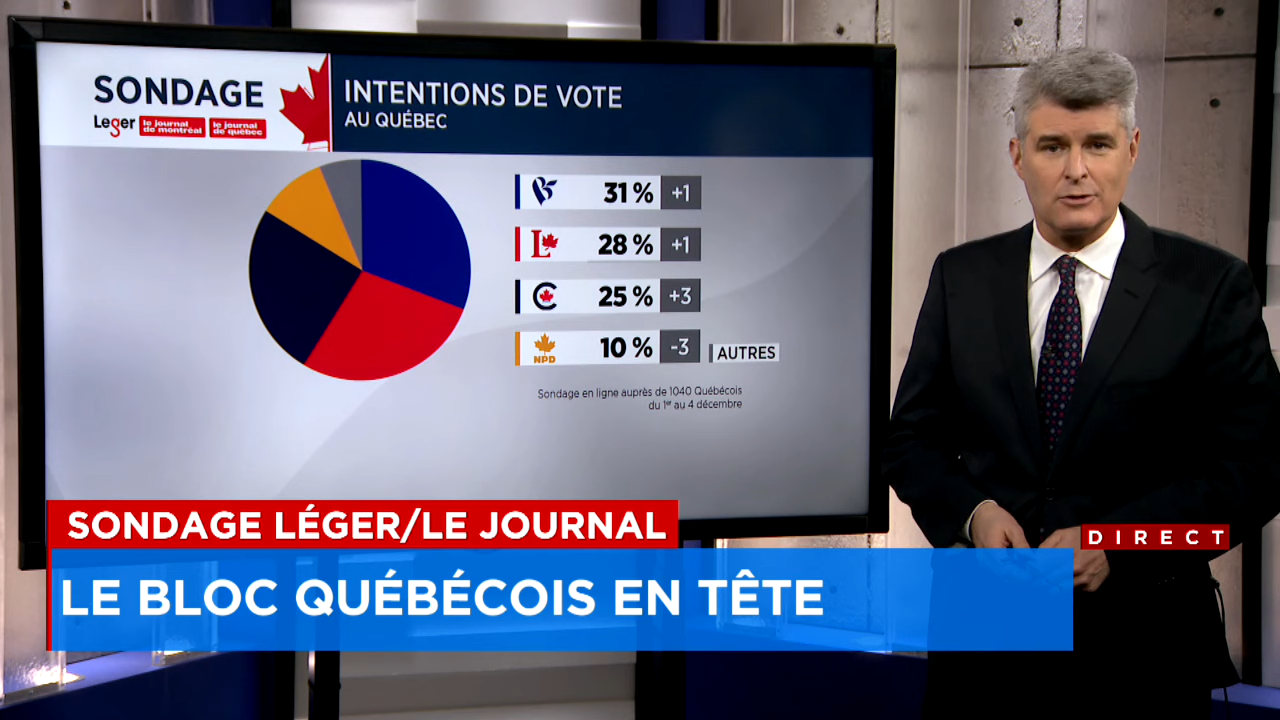 SONDAGE
Leger le journal de montréal le journal de québec
INTENTIONS DE VOTE
AU QUÉBEC
31 % +1
28 % +1
25 % +3
NPD 10 % -3 AUTRES
Sondage en ligne auprès de 1040 Québécois
du 1er au 4 décembre
SONDAGE LÉGER/LE JOURNAL
DIRECT
LE BLOC QUÉBÉCOIS EN TÊTE